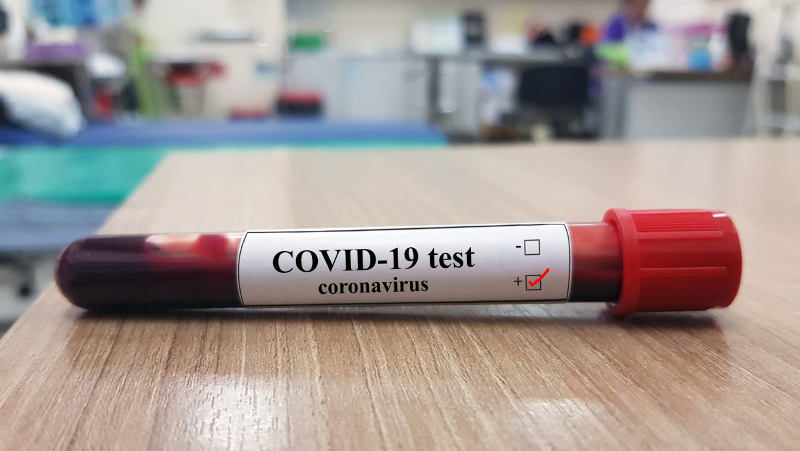 COVID-19 test
coronavirus
- ☐
+ ☑